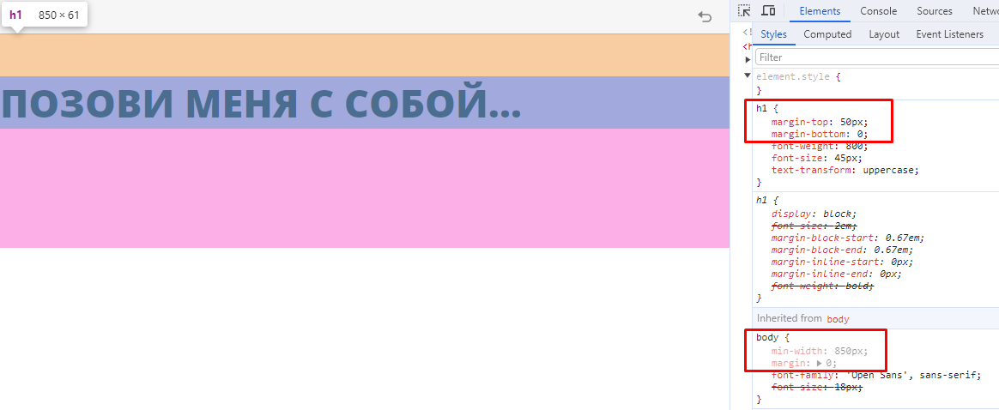 h1 850 × 61
ПОЗОВИ МЕНЯ С СОБОЙ...
Elements Console Sources
Styles Computed Layout Event Listeners
<!
<h
Filter
element.style {
}
h1 {
margin-top: 50px;
margin-bottom: 0;
font-weight: 800;
font-size: 45px;
text-transform: uppercase;
}
h1 {
display: block;
font-size: 2em;
margin-block-start: 0.67em;
margin-block-end: 0.67em;
margin-inline-start: 0px;
margin-inline-end: 0px;
font-weight: bold;
}
Inherited from body
body {
min-width: 850px;
margin: ▶ 0;
font-family: 'Open Sans', sans-serif;
font-size: 18px;
}